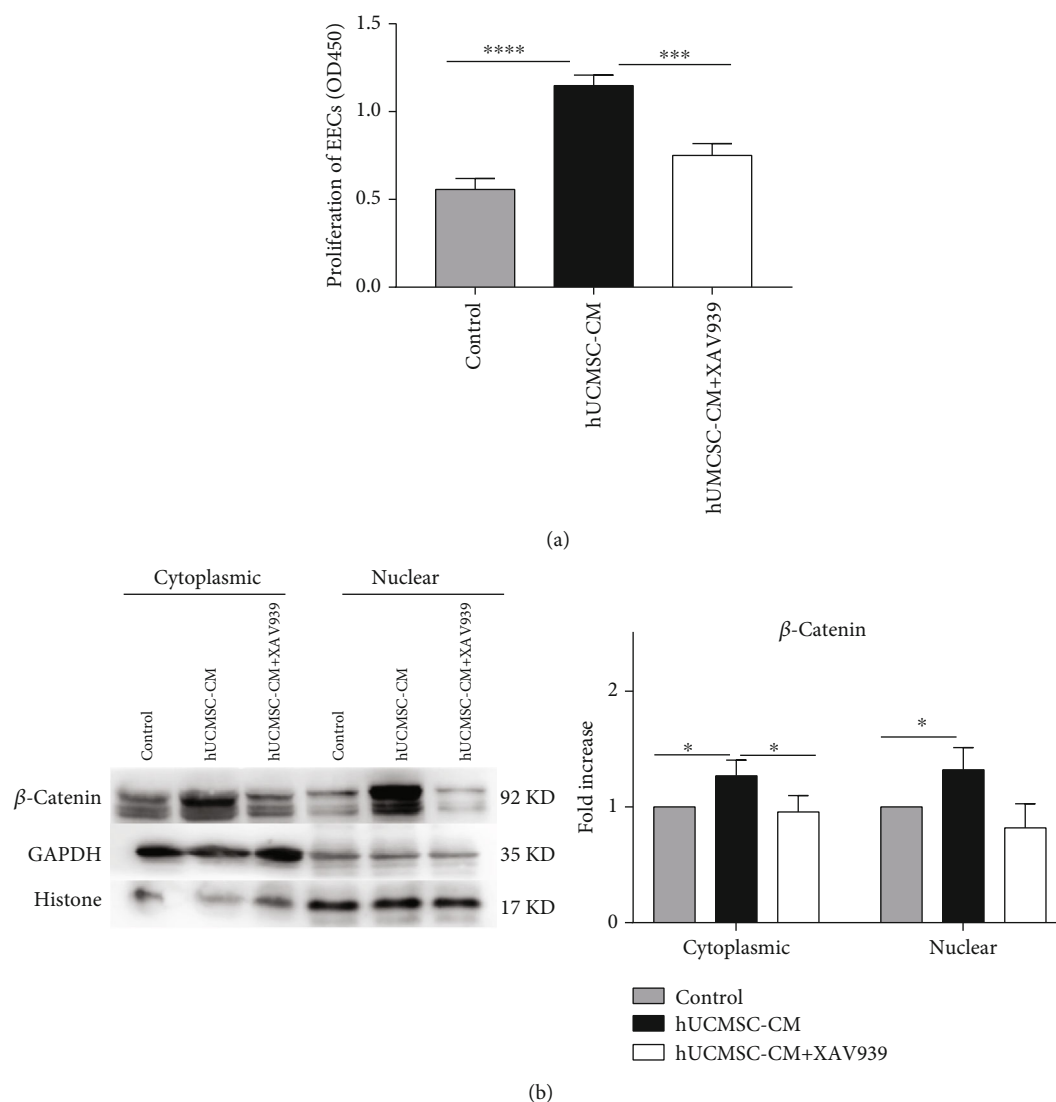 1.5
1.0
0.5
0.0
Proliferation of EECs (OD450)
****
***
Control
hUCMSC-CM
hUMCSC-CM+XAV939
(a)
Cytoplasmic
Nuclear
Control
hUCMSC-CM
hUCMSC-CM+XAV939
Control
hUCMSC-CM
hUCMSC-CM+XAV939
β-Catenin
92 KD
GAPDH
35 KD
Histone
17 KD
β-Catenin
Fold increase
2
1
0
*
*
*
Cytoplasmic
Nuclear
Control
hUCMSC-CM
hUCMSC-CM+XAV939
(b)